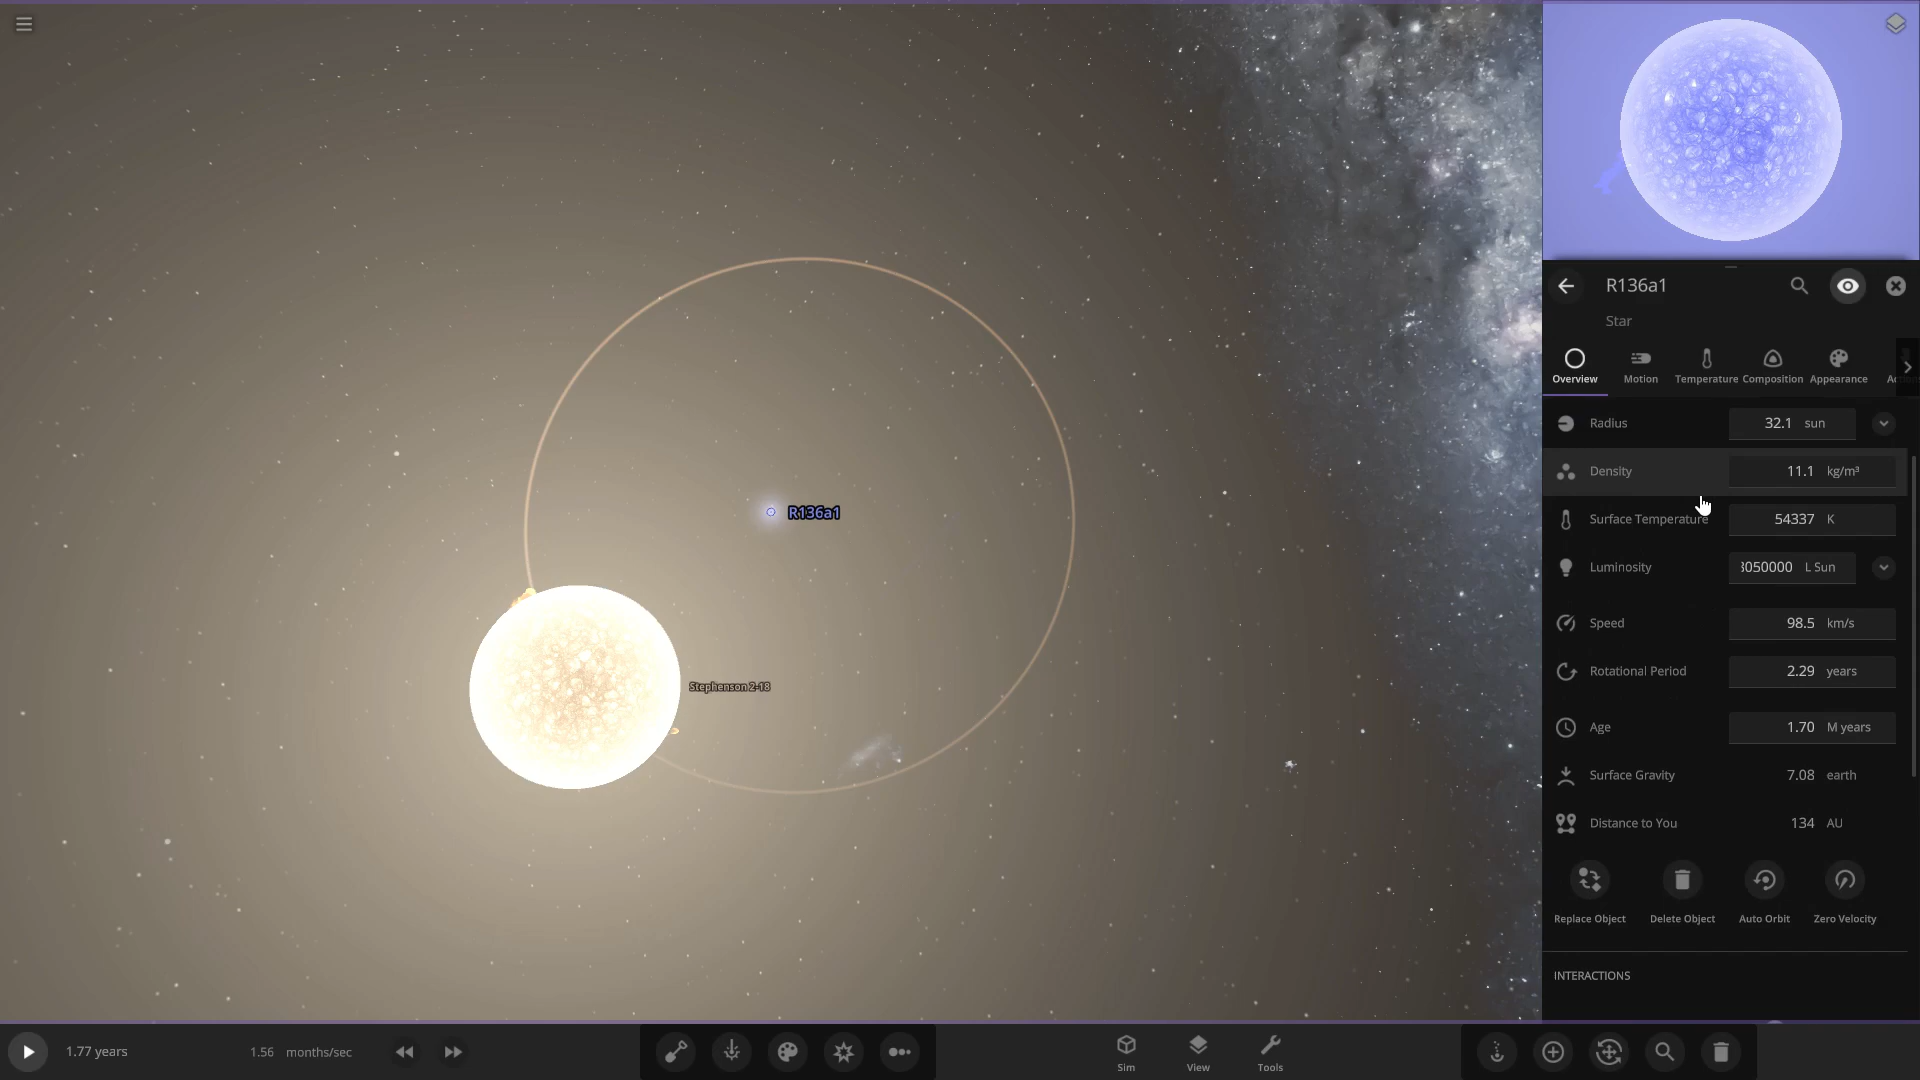 R136a1
Star
Overview
Motion
Temperature
Composition
Appearance
Radius 32.1 sun
Density 11.1 kg/m³
Surface Temperature 54337 K
Luminosity 3050000 L Sun
Speed 98.5 km/s
Rotational Period 2.29 years
Age 1.70 M years
Surface Gravity 7.08 earth
Distance to You 134 AU
Replace Object
Delete Object
Auto Orbit
Zero Velocity
INTERACTIONS
R136a1
Stephenson 2-18
1.77 years
1.56 months/sec
Sim
View
Tools